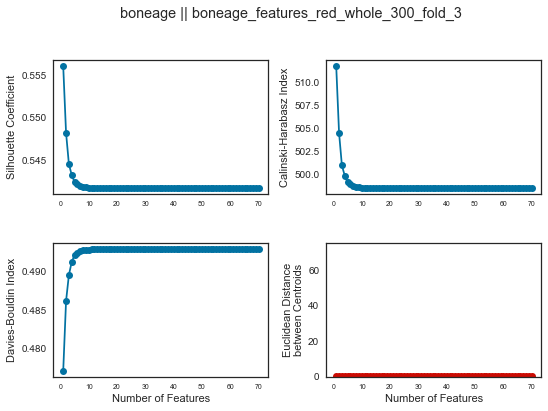 boneage || boneage_features_red_whole_300_fold_3
Silhouette Coefficient
0.555
0.550
0.545
0 10 20 30 40 50 60 70
Calinski-Harabasz Index
510.0
507.5
505.0
502.5
500.0
0 10 20 30 40 50 60 70
Davies-Bouldin Index
0.490
0.485
0.480
0 10 20 30 40 50 60 70
Number of Features
Euclidean Distance
between Centroids
60
40
20
0
0 10 20 30 40 50 60 70
Number of Features